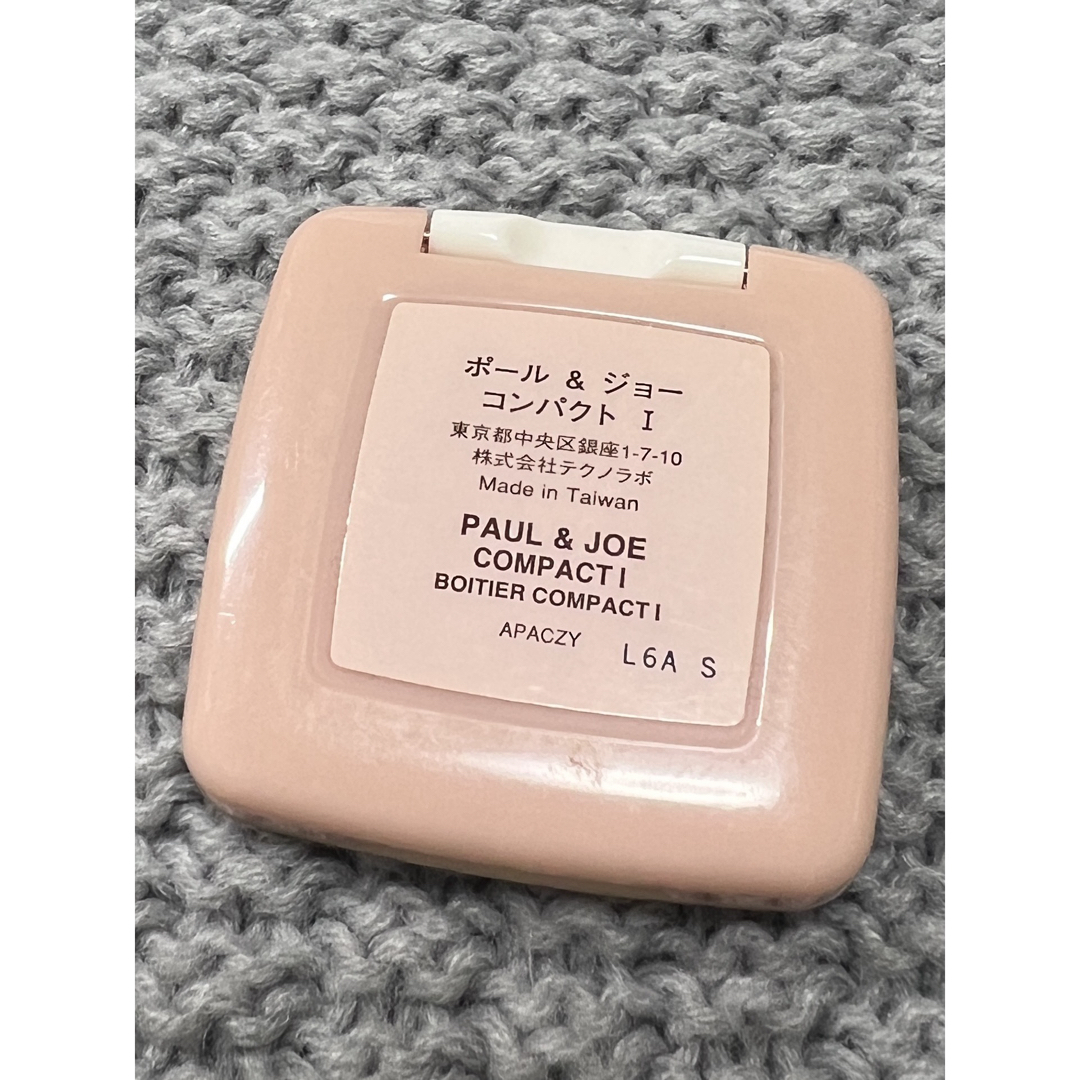 ポール & ジョー
コンパクト I
東京都中央区銀座1-7-10
株式会社テクノラボ
Made in Taiwan
PAUL & JOE
COMPACT I
BOITIER COMPACT I
APACZY L6A S